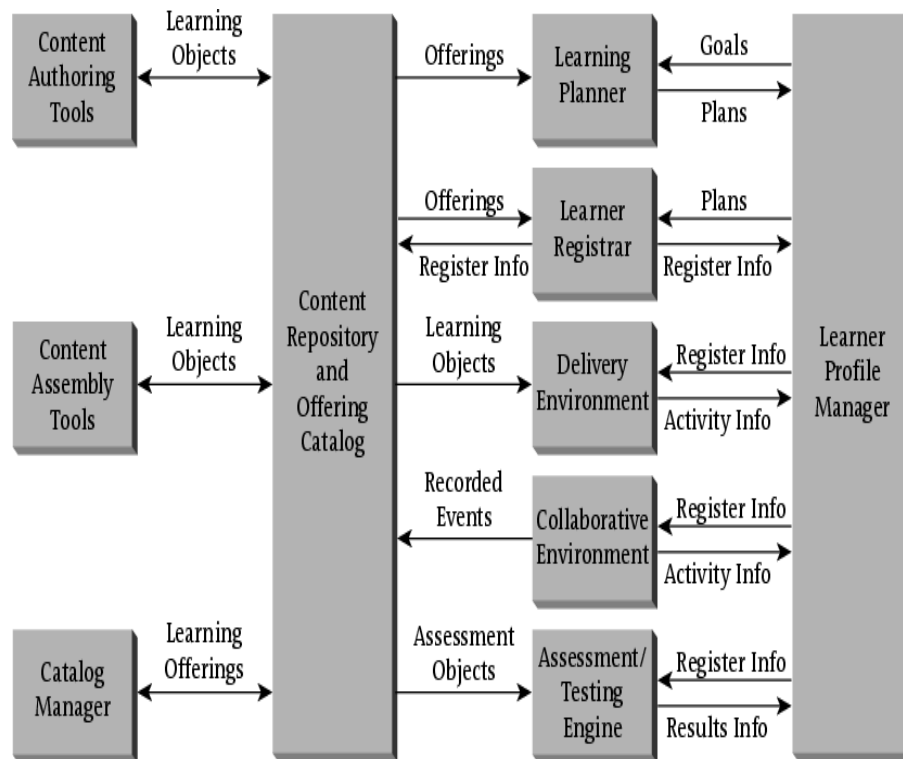 Content
Authoring
Tools
Learning
Objects
Offerings
Learning
Planner
Goals
Plans
Offerings
Register Info
Learner
Registrar
Plans
Register Info
Content
Assembly
Tools
Learning
Objects
Content
Repository
and
Offering
Catalog
Learning
Objects
Delivery
Environment
Register Info
Activity Info
Learner
Profile
Manager
Recorded
Events
Collaborative
Environment
Register Info
Activity Info
Catalog
Manager
Learning
Offerings
Assessment
Objects
Assessment/
Testing
Engine
Register Info
Results Info